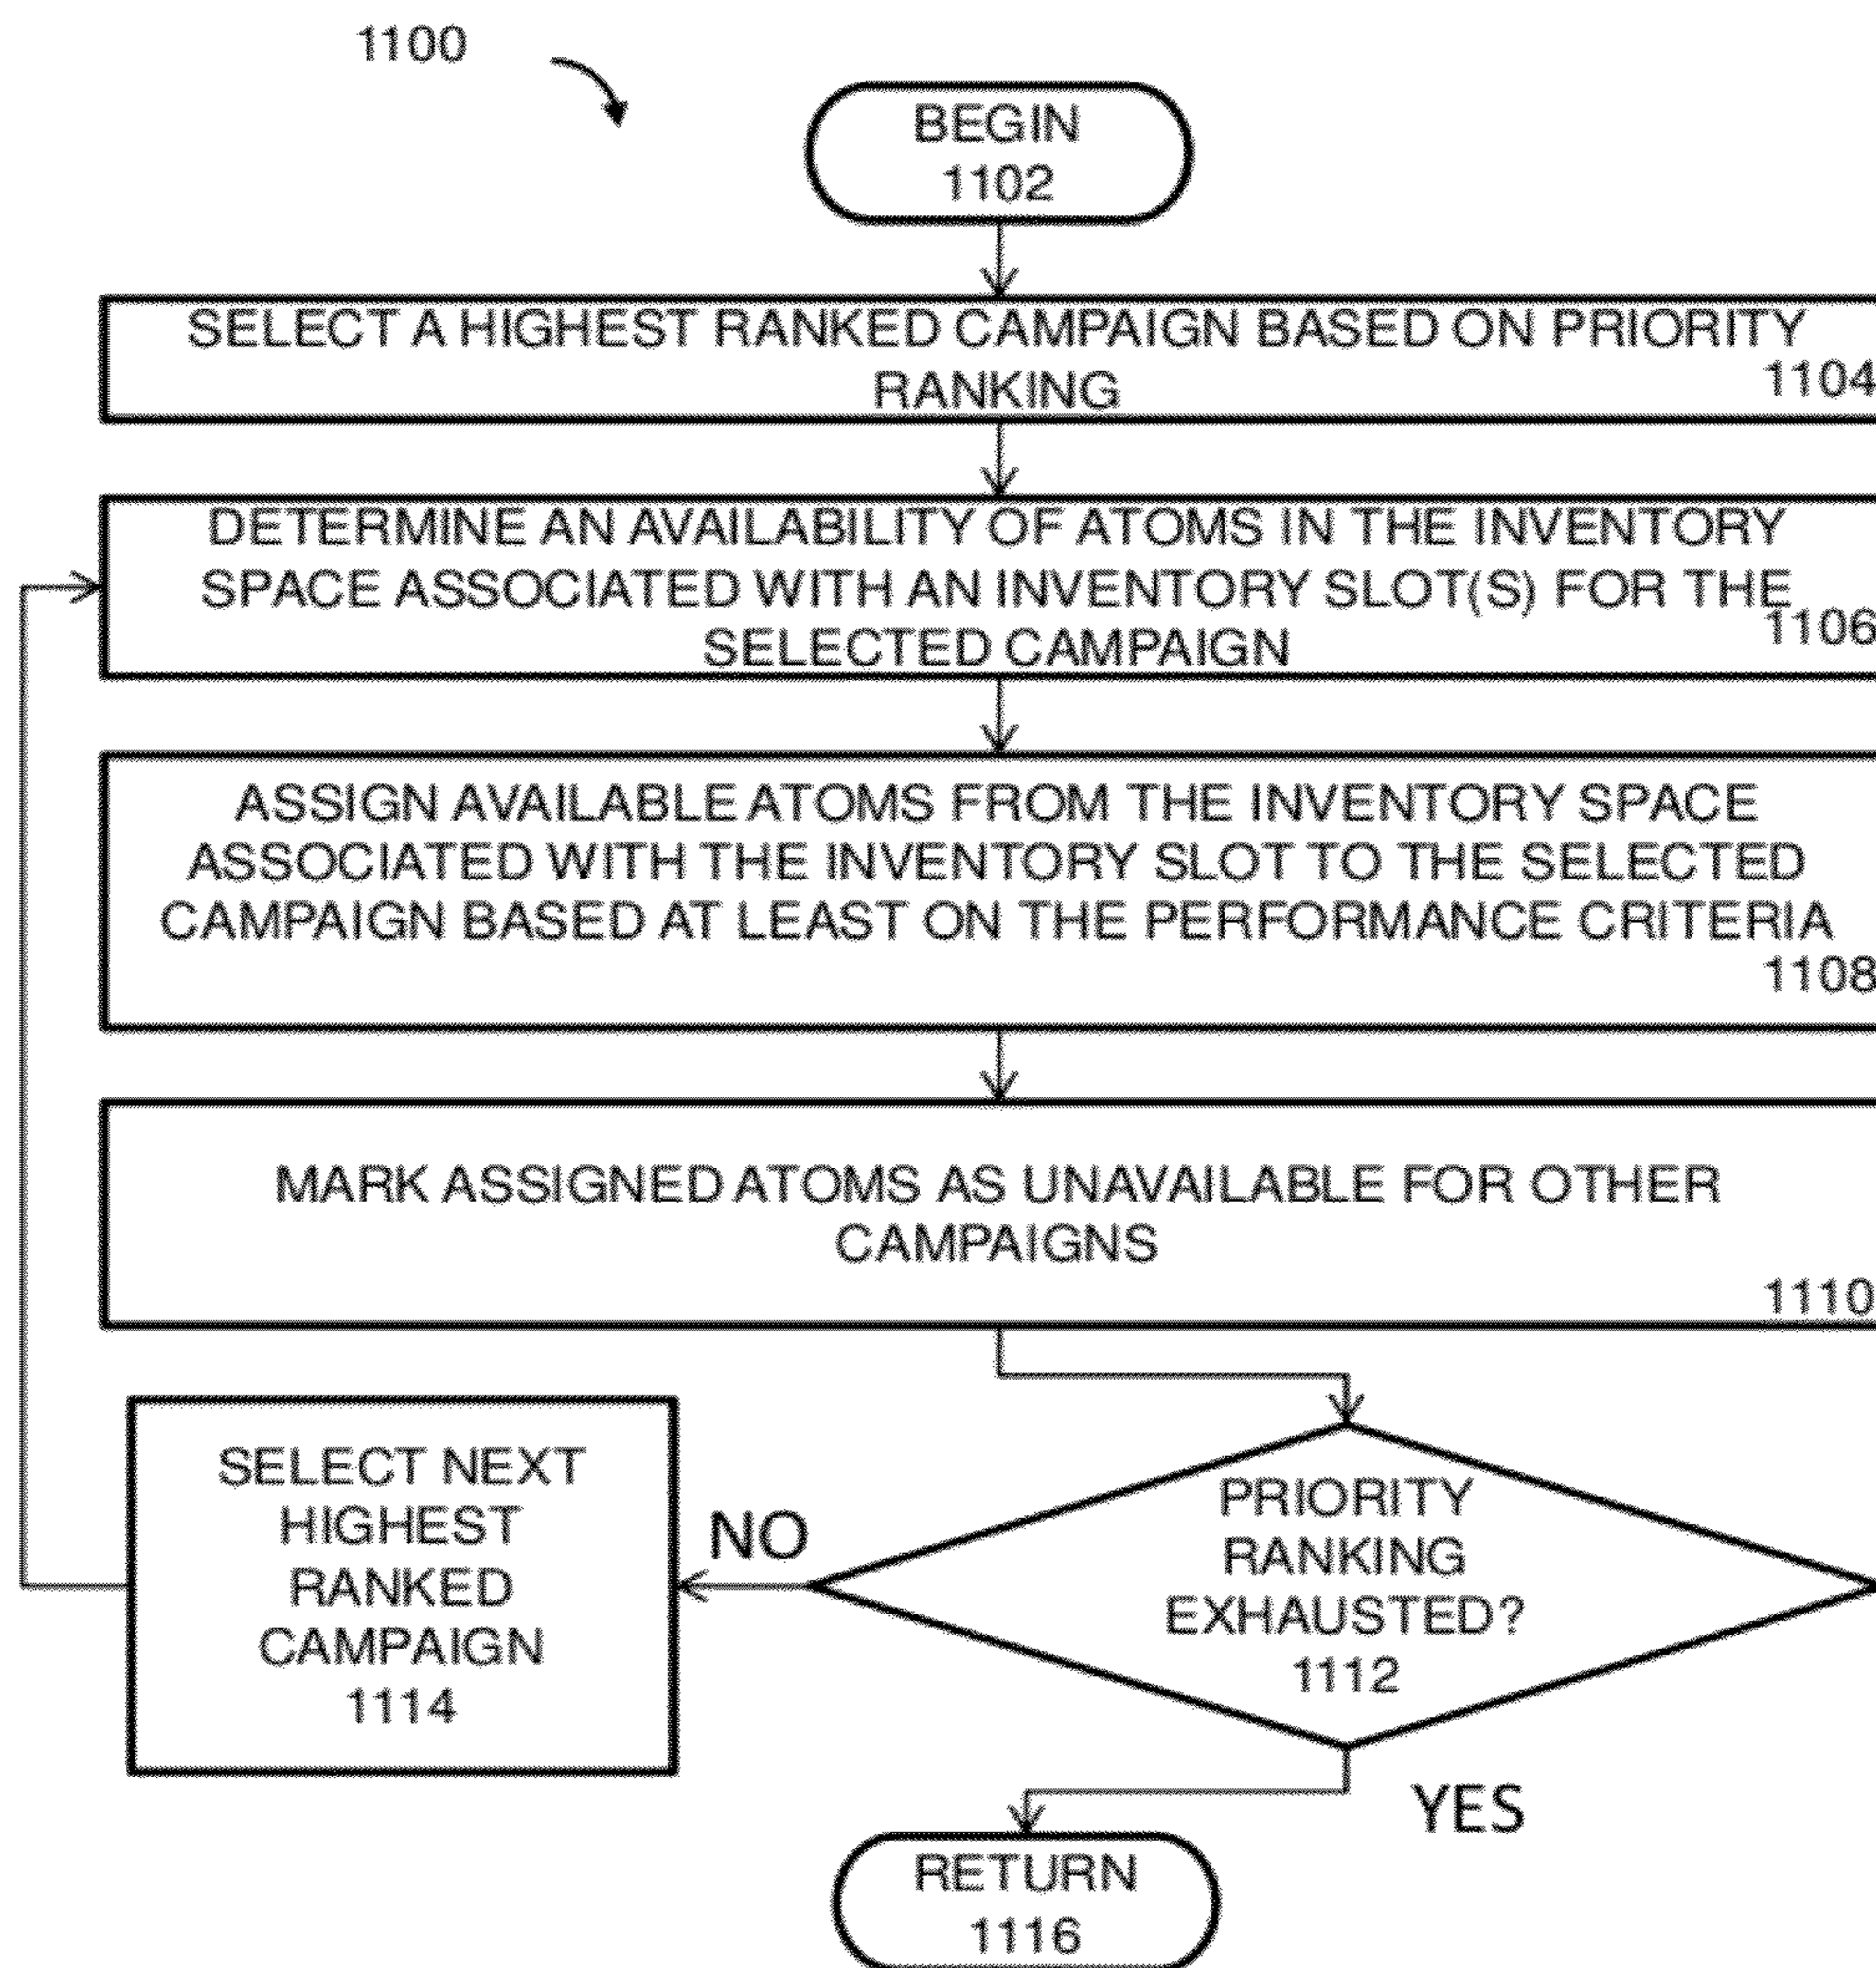 1100
BEGIN
1102
SELECT A HIGHEST RANKED CAMPAIGN BASED ON PRIORITY
RANKING
1104
DETERMINE AN AVAILABILITY OF ATOMS IN THE INVENTORY
SPACE ASSOCIATED WITH AN INVENTORY SLOT(S) FOR THE
SELECTED CAMPAIGN
1106
ASSIGN AVAILABLE ATOMS FROM THE INVENTORY SPACE
ASSOCIATED WITH THE INVENTORY SLOT TO THE SELECTED
CAMPAIGN BASED AT LEAST ON THE PERFORMANCE CRITERIA
1108
MARK ASSIGNED ATOMS AS UNAVAILABLE FOR OTHER
CAMPAIGNS
1110
PRIORITY
RANKING
EXHAUSTED?
1112
NO
SELECT NEXT
HIGHEST
RANKED
CAMPAIGN
1114
YES
RETURN
1116